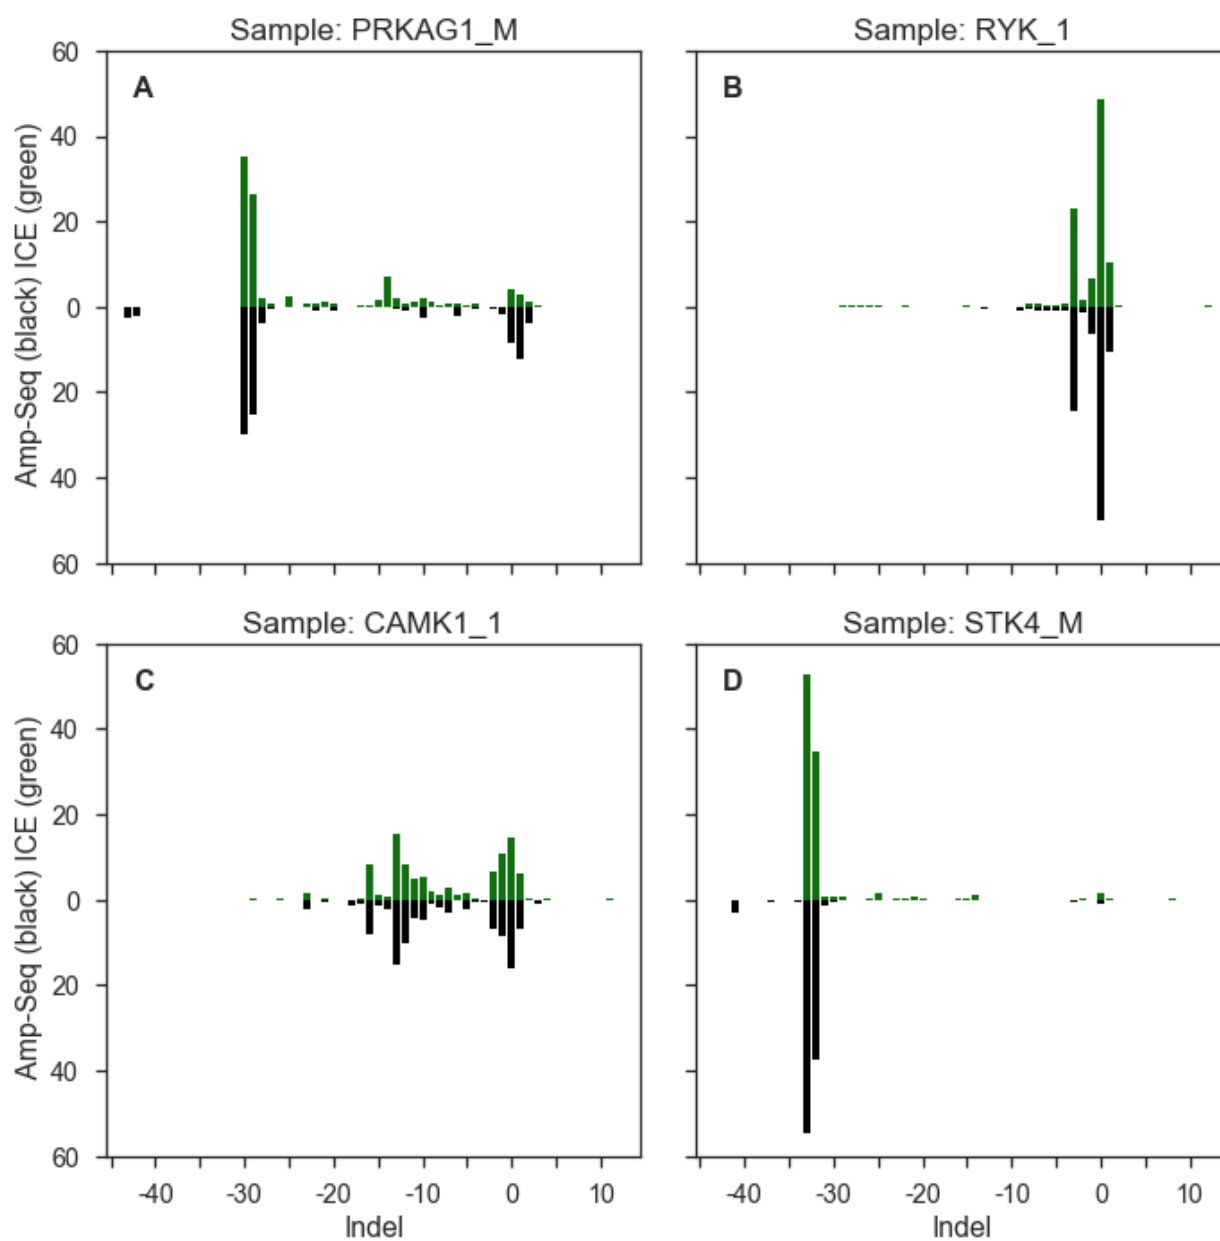 Sample: PRKAG1_M
Sample: RYK_1
A
B
Amp-Seq (black) ICE (green)
60
40
20
0
20
40
60
Sample: CAMK1_1
Sample: STK4_M
C
D
Amp-Seq (black) ICE (green)
60
40
20
0
20
40
60
-40 -30 -20 -10 0 10
-40 -30 -20 -10 0 10
Indel
Indel